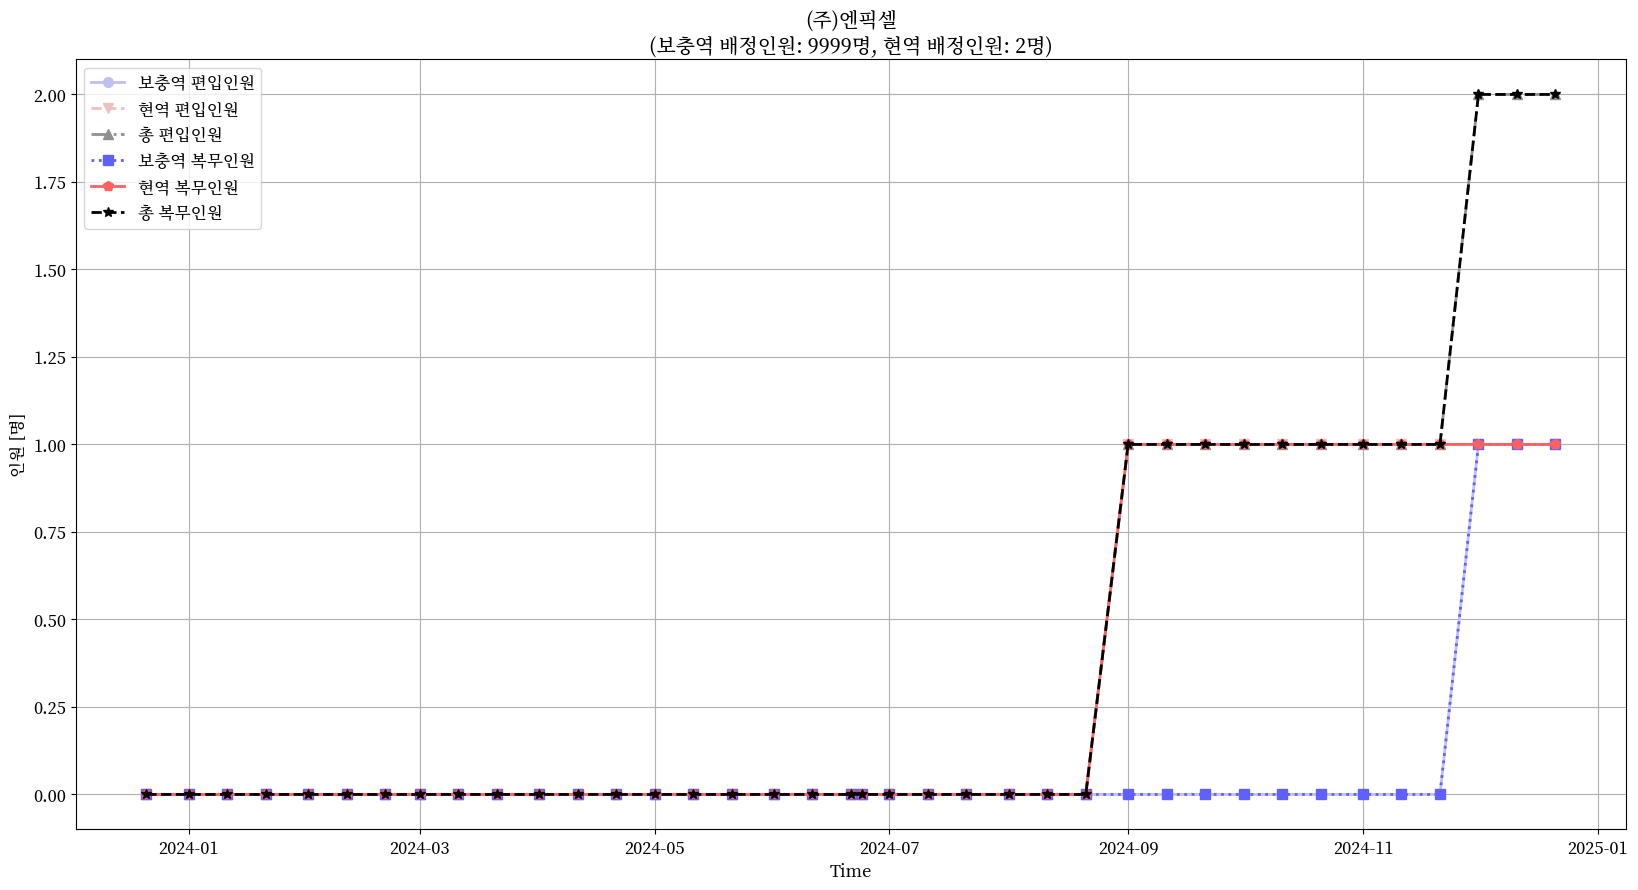 (주)엔픽셀
(보충역 배정인원: 9999명, 현역 배정인원: 2명)
보충역 편입인원
현역 편입인원
총 편입인원
보충역 복무인원
현역 복무인원
총 복무인원
2.00
1.75
1.50
1.25
1.00
0.75
0.50
0.25
0.00
인원 [명]
2024-01
2024-03
2024-05
2024-07
2024-09
2024-11
2025-01
Time